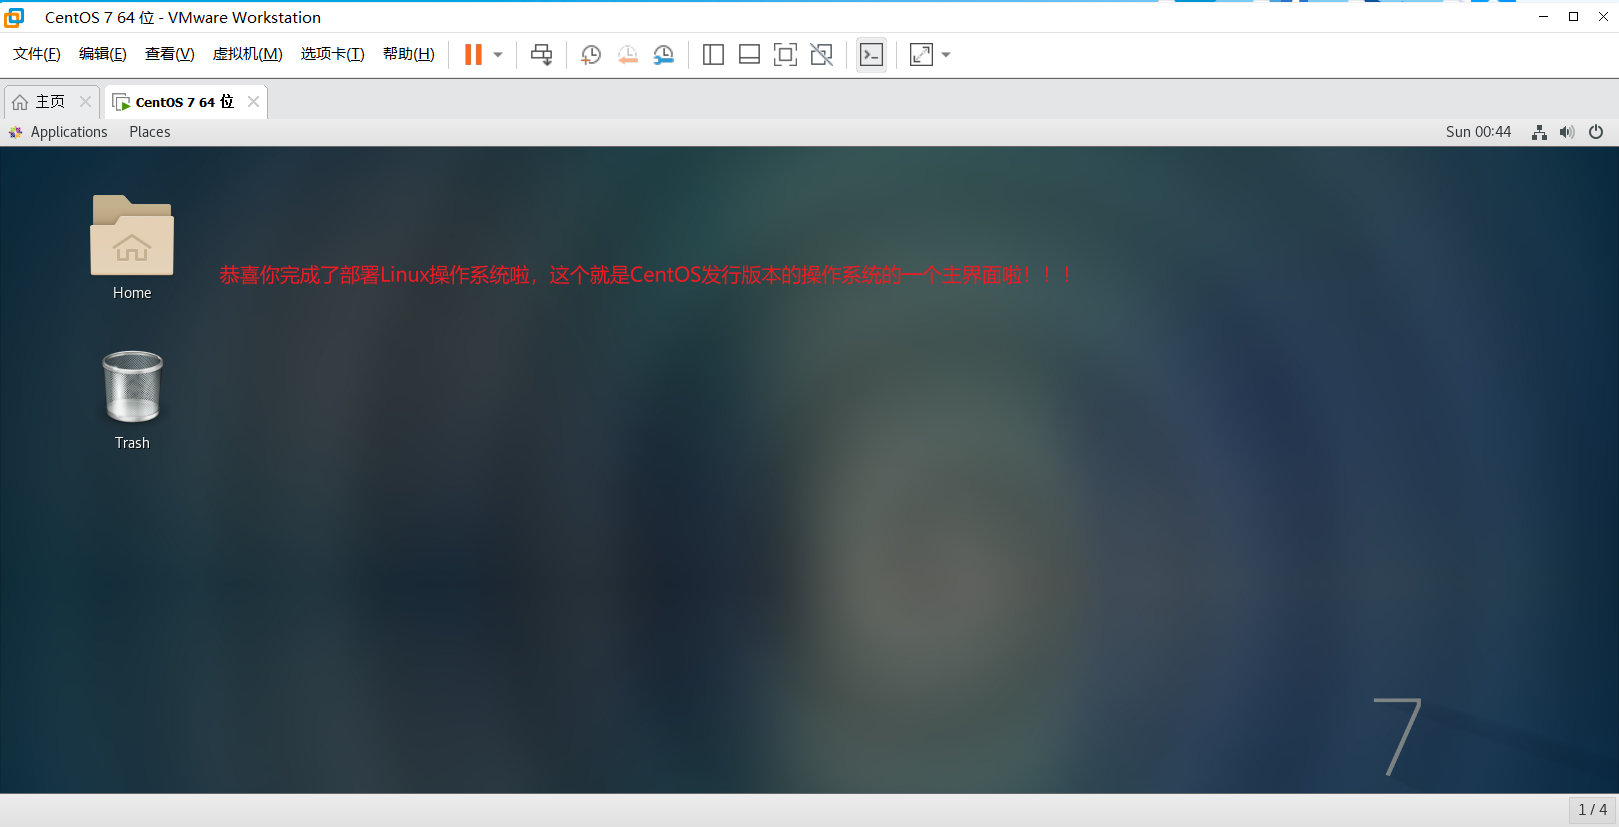 CentOS 7 64 位 - VMware Workstation
文件(F) 编辑(E) 查看(V) 虚拟机(M) 选项卡(T) 帮助(H)
主页 CentOS 7 64 位
Applications Places Sun 00:44
恭喜你完成了部署Linux操作系统啦，这个就是CentOS发行版本的操作系统的一个主界面啦！！！
Home
Trash
7
1 / 4